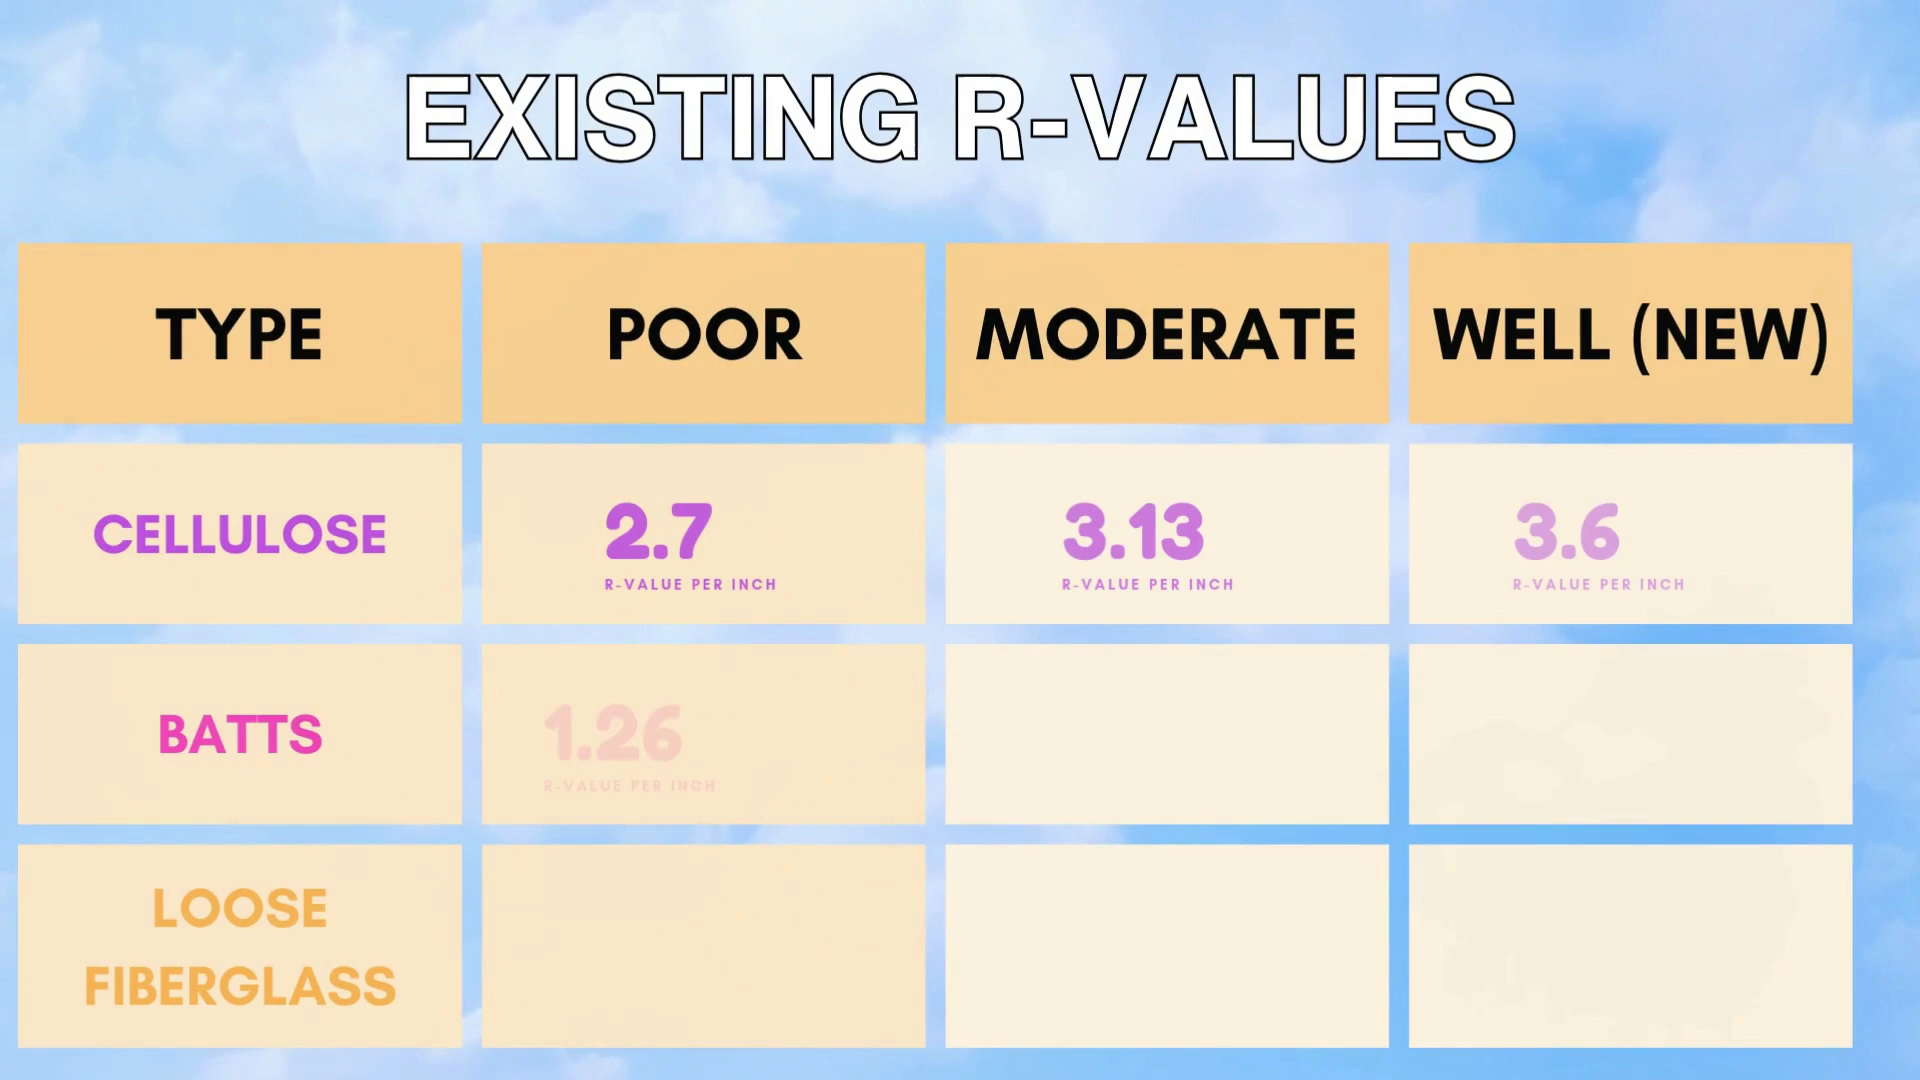 EXISTING R-VALUES
TYPE POOR MODERATE WELL (NEW)
CELLULOSE 2.7 3.13 3.6
R-VALUE PER INCH R-VALUE PER INCH R-VALUE PER INCH
BATTS 1.26
R-VALUE PER INCH
LOOSE
FIBERGLASS